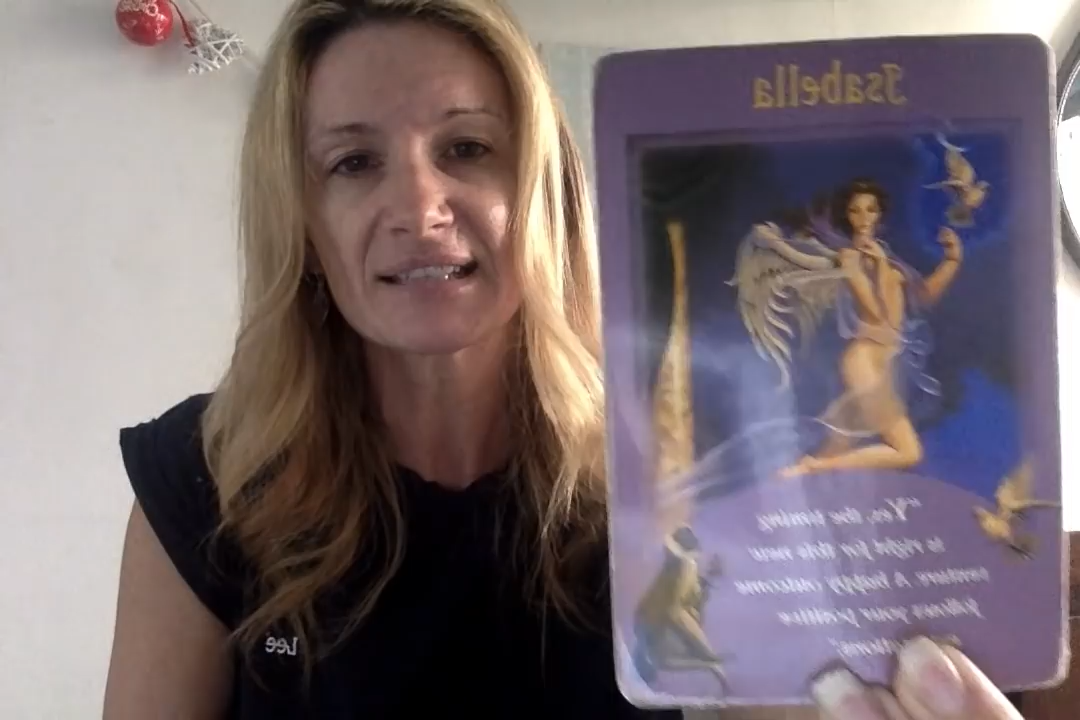 Isabella
"Yes, the timing
is right for this new
venture. A happy outcome
follows your positive
Lee